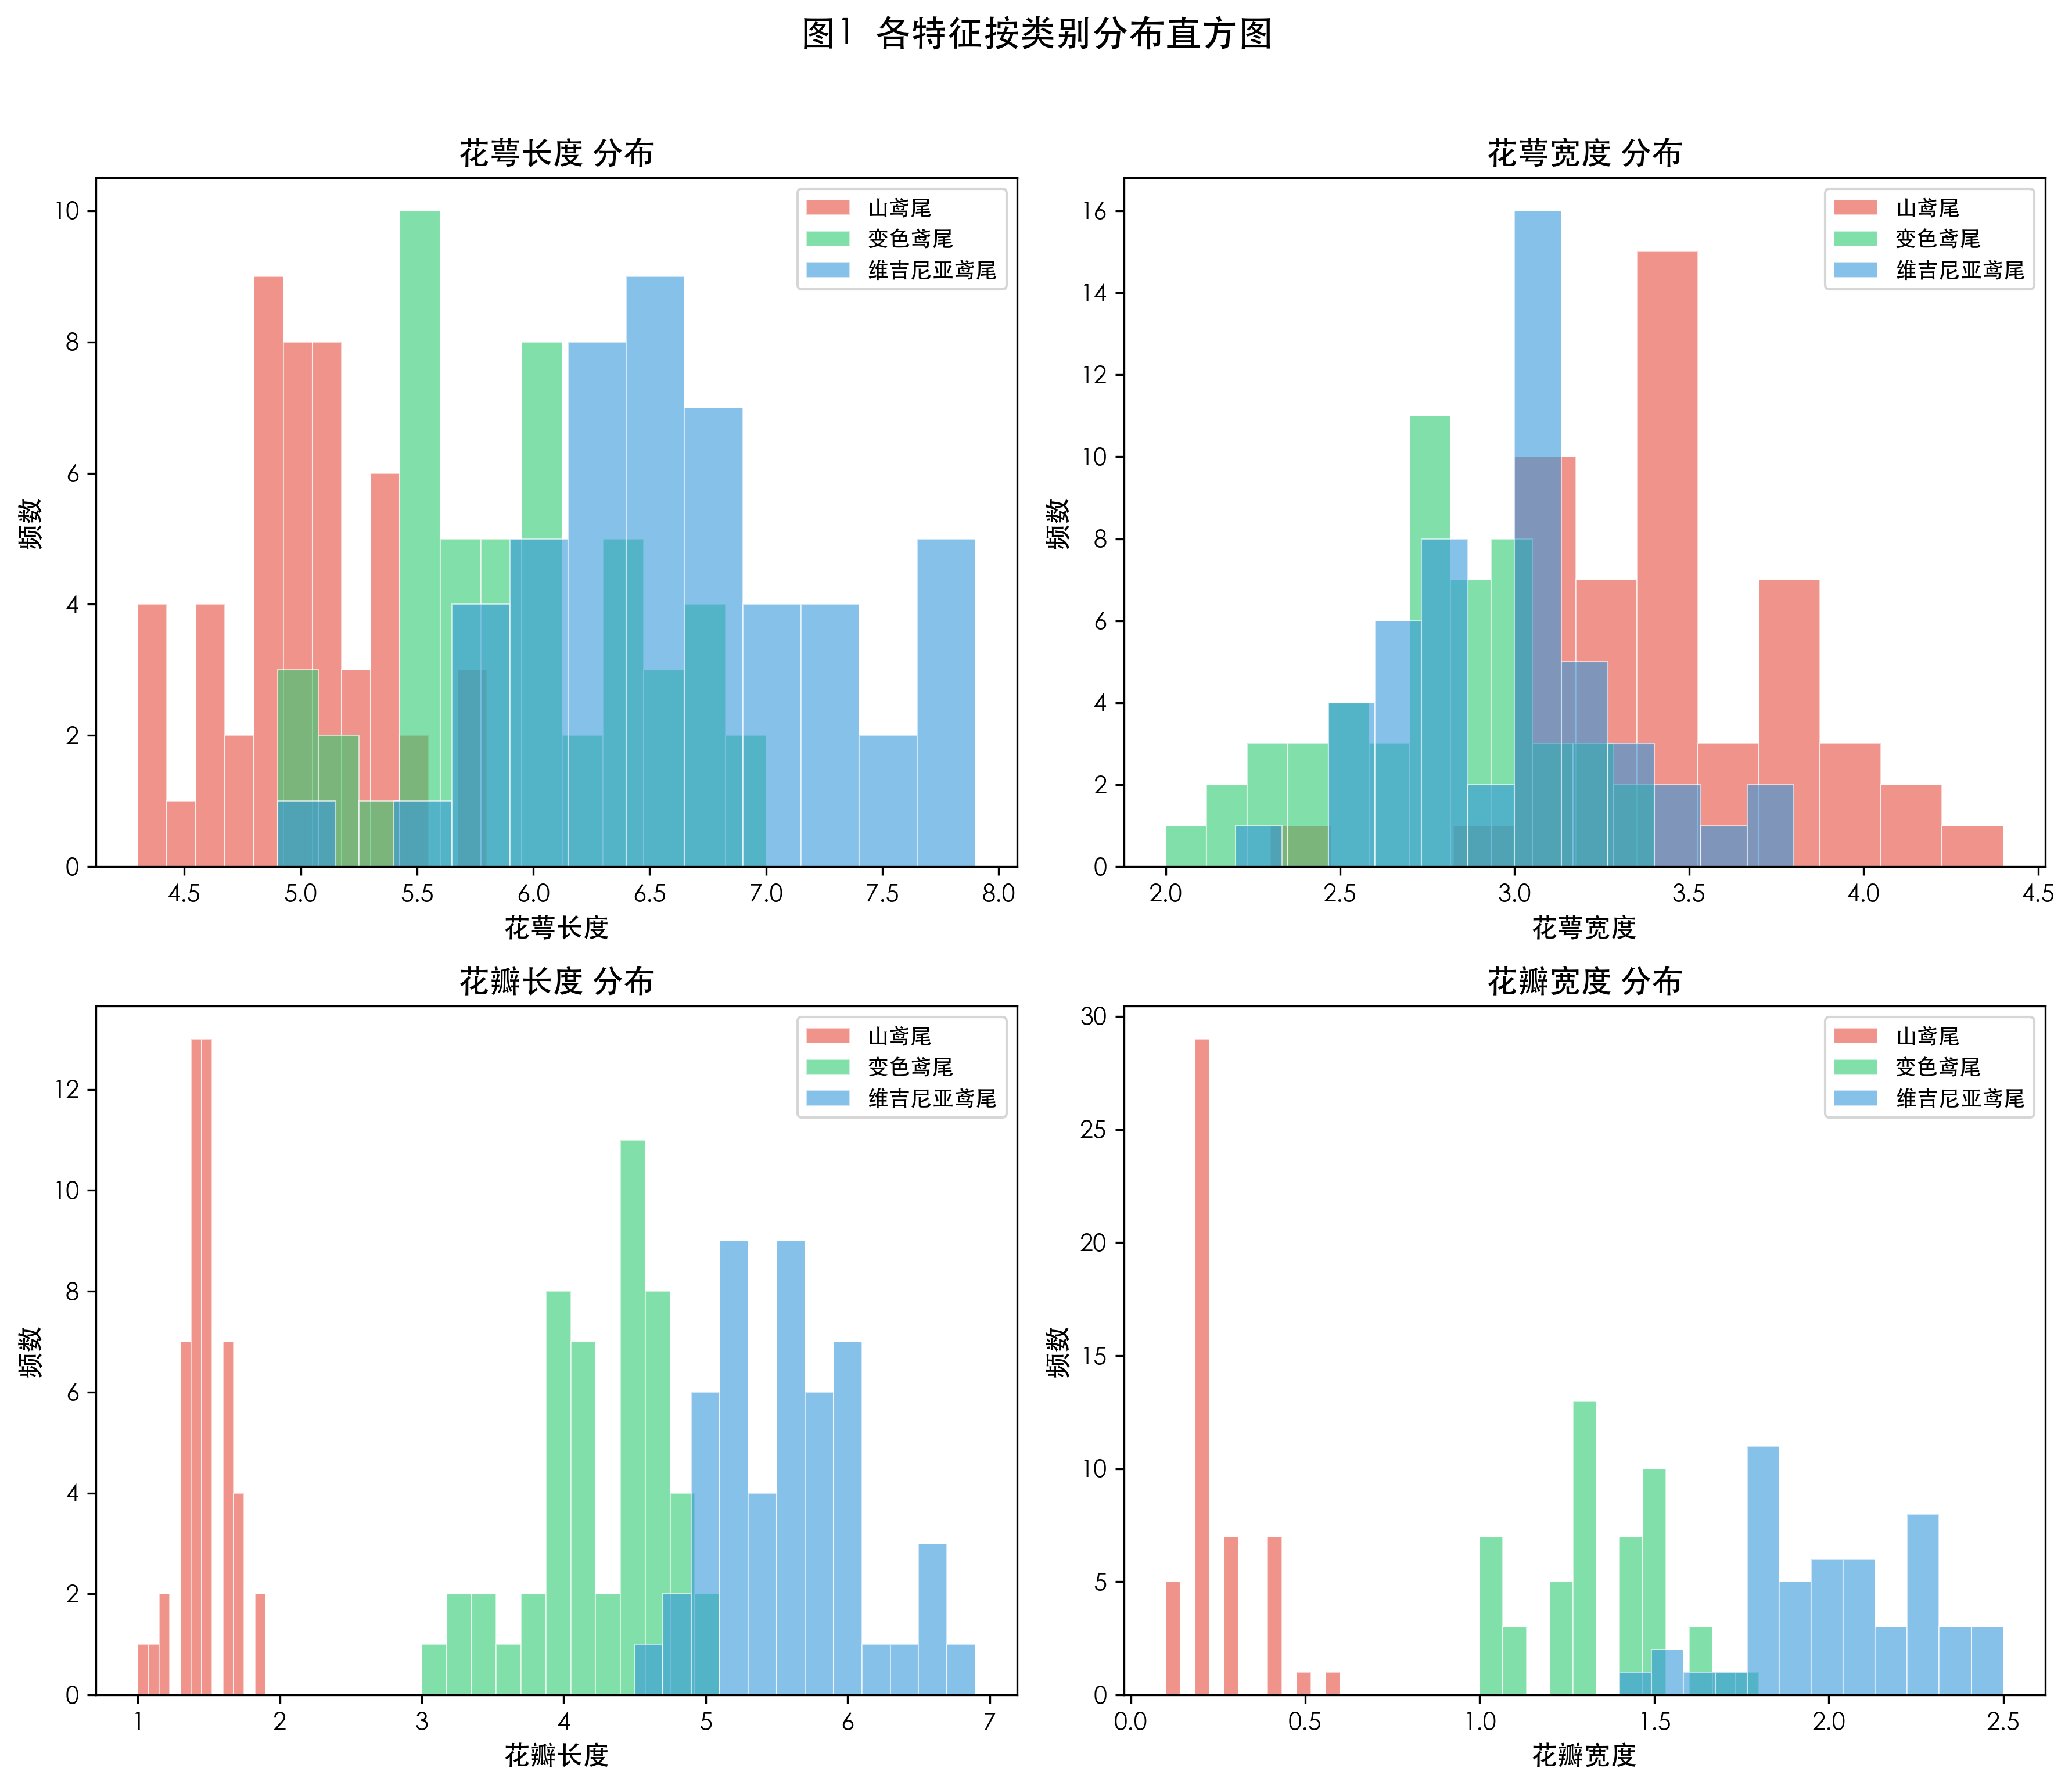 图1 各特征按类别分布直方图
花萼长度 分布
山鸢尾
变色鸢尾
维吉尼亚鸢尾
频数
10
8
6
4
2
0
4.5 5.0 5.5 6.0 6.5 7.0 7.5 8.0
花萼长度
花萼宽度 分布
山鸢尾
变色鸢尾
维吉尼亚鸢尾
频数
16
14
12
10
8
6
4
2
0
2.0 2.5 3.0 3.5 4.0 4.5
花萼宽度
花瓣长度 分布
山鸢尾
变色鸢尾
维吉尼亚鸢尾
频数
12
10
8
6
4
2
0
1 2 3 4 5 6 7
花瓣长度
花瓣宽度 分布
山鸢尾
变色鸢尾
维吉尼亚鸢尾
频数
30
25
20
15
10
5
0
0.0 0.5 1.0 1.5 2.0 2.5
花瓣宽度